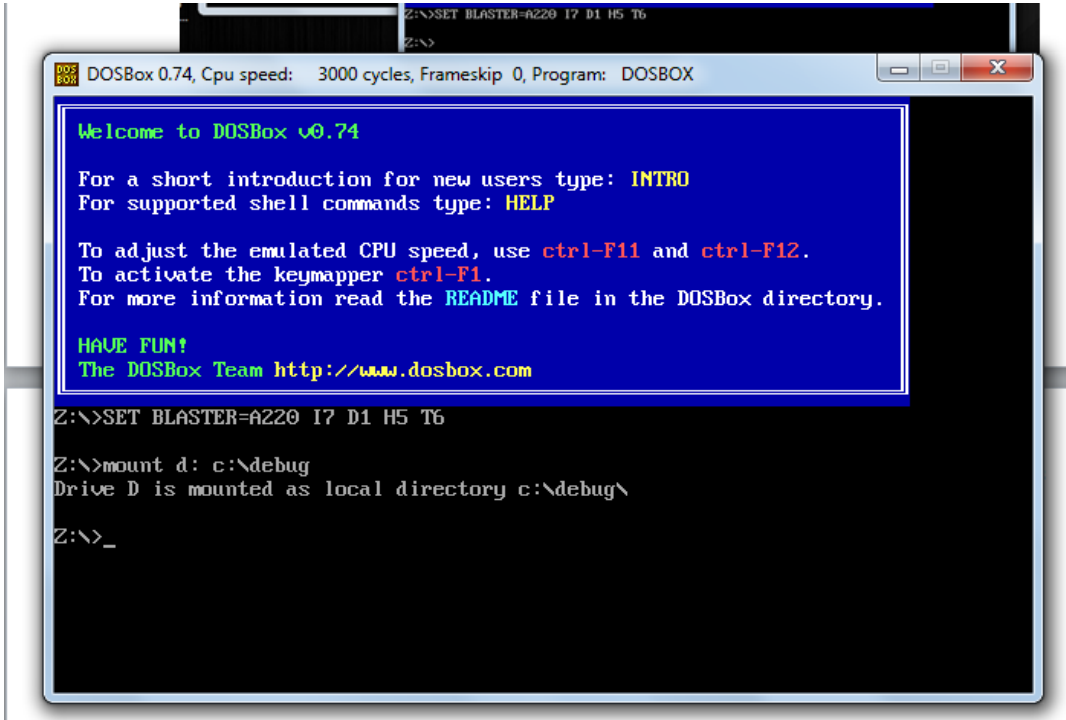 Z:\>SET BLASTER=A220 I7 D1 H5 T6
Z:\>
DOS
BOX
DOSBox 0.74, Cpu speed: 3000 cycles, Frameskip 0, Program: DOSBOX
Welcome to DOSBox v0.74
For a short introduction for new users type: INTRO
For supported shell commands type: HELP
To adjust the emulated CPU speed, use ctrl-F11 and ctrl-F12.
To activate the keymapper ctrl-F1.
For more information read the README file in the DOSBox directory.
HAVE FUN!
The DOSBox Team http://www.dosbox.com
Z:\>SET BLASTER=A220 I7 D1 H5 T6
Z:\>mount d: c:\debug
Drive D is mounted as local directory c:\debug\
Z:\>_